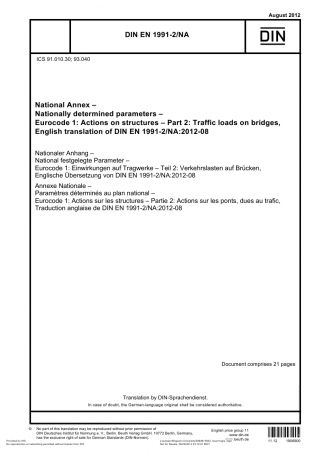 August 2012
DIN EN 1991-2/NA
DIN
ICS 91.010.30; 93.040
National Annex –
Nationally determined parameters –
Eurocode 1: Actions on structures – Part 2: Traffic loads on bridges,
English translation of DIN EN 1991-2/NA:2012-08
Nationaler Anhang –
National festgelegte Parameter –
Eurocode 1: Einwirkungen auf Tragwerke – Teil 2: Verkehrslasten auf Brücken,
Englische Übersetzung von DIN EN 1991-2/NA:2012-08
Annexe Nationale –
Paramètres déterminés au plan national –
Eurocode 1: Actions sur les structures – Partie 2: Actions sur les ponts, dues au trafic,
Traduction anglaise de DIN EN 1991-2/NA:2012-08
Document comprises 21 pages
Translation by DIN-Sprachendienst.
In case of doubt, the German-language original shall be considered authoritative.
© No part of this translation may be reproduced without prior permission of
DIN Deutsches Institut für Normung e. V., Berlin. Beuth Verlag GmbH, 10772 Berlin, Germany,
has the exclusive right of sale for German Standards (DIN-Normen).
English price group 11
www.din.de
www.beuth.de